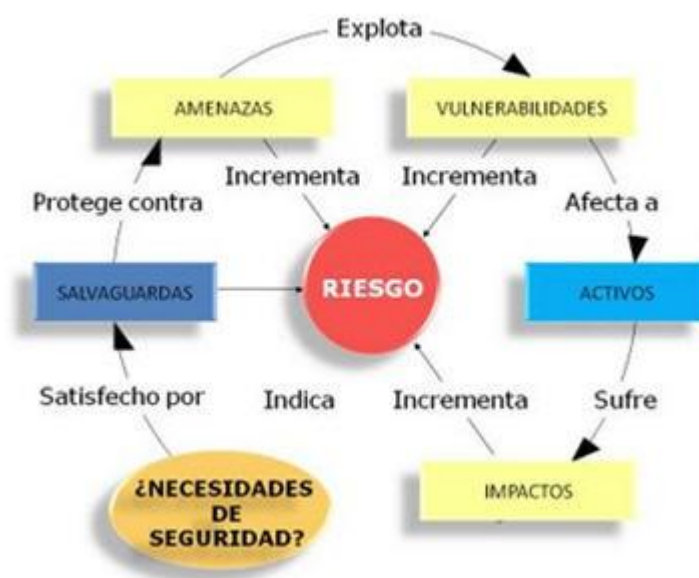 Explota
AMENAZAS
VULNERABILIDADES
Incrementa
Incrementa
Protege contra
Afecta a
SALVAGUARDAS
RIESGO
ACTIVOS
Satisfecho por
Indica
Incrementa
Sufre
¿NECESIDADES
DE
SEGURIDAD?
IMPACTOS